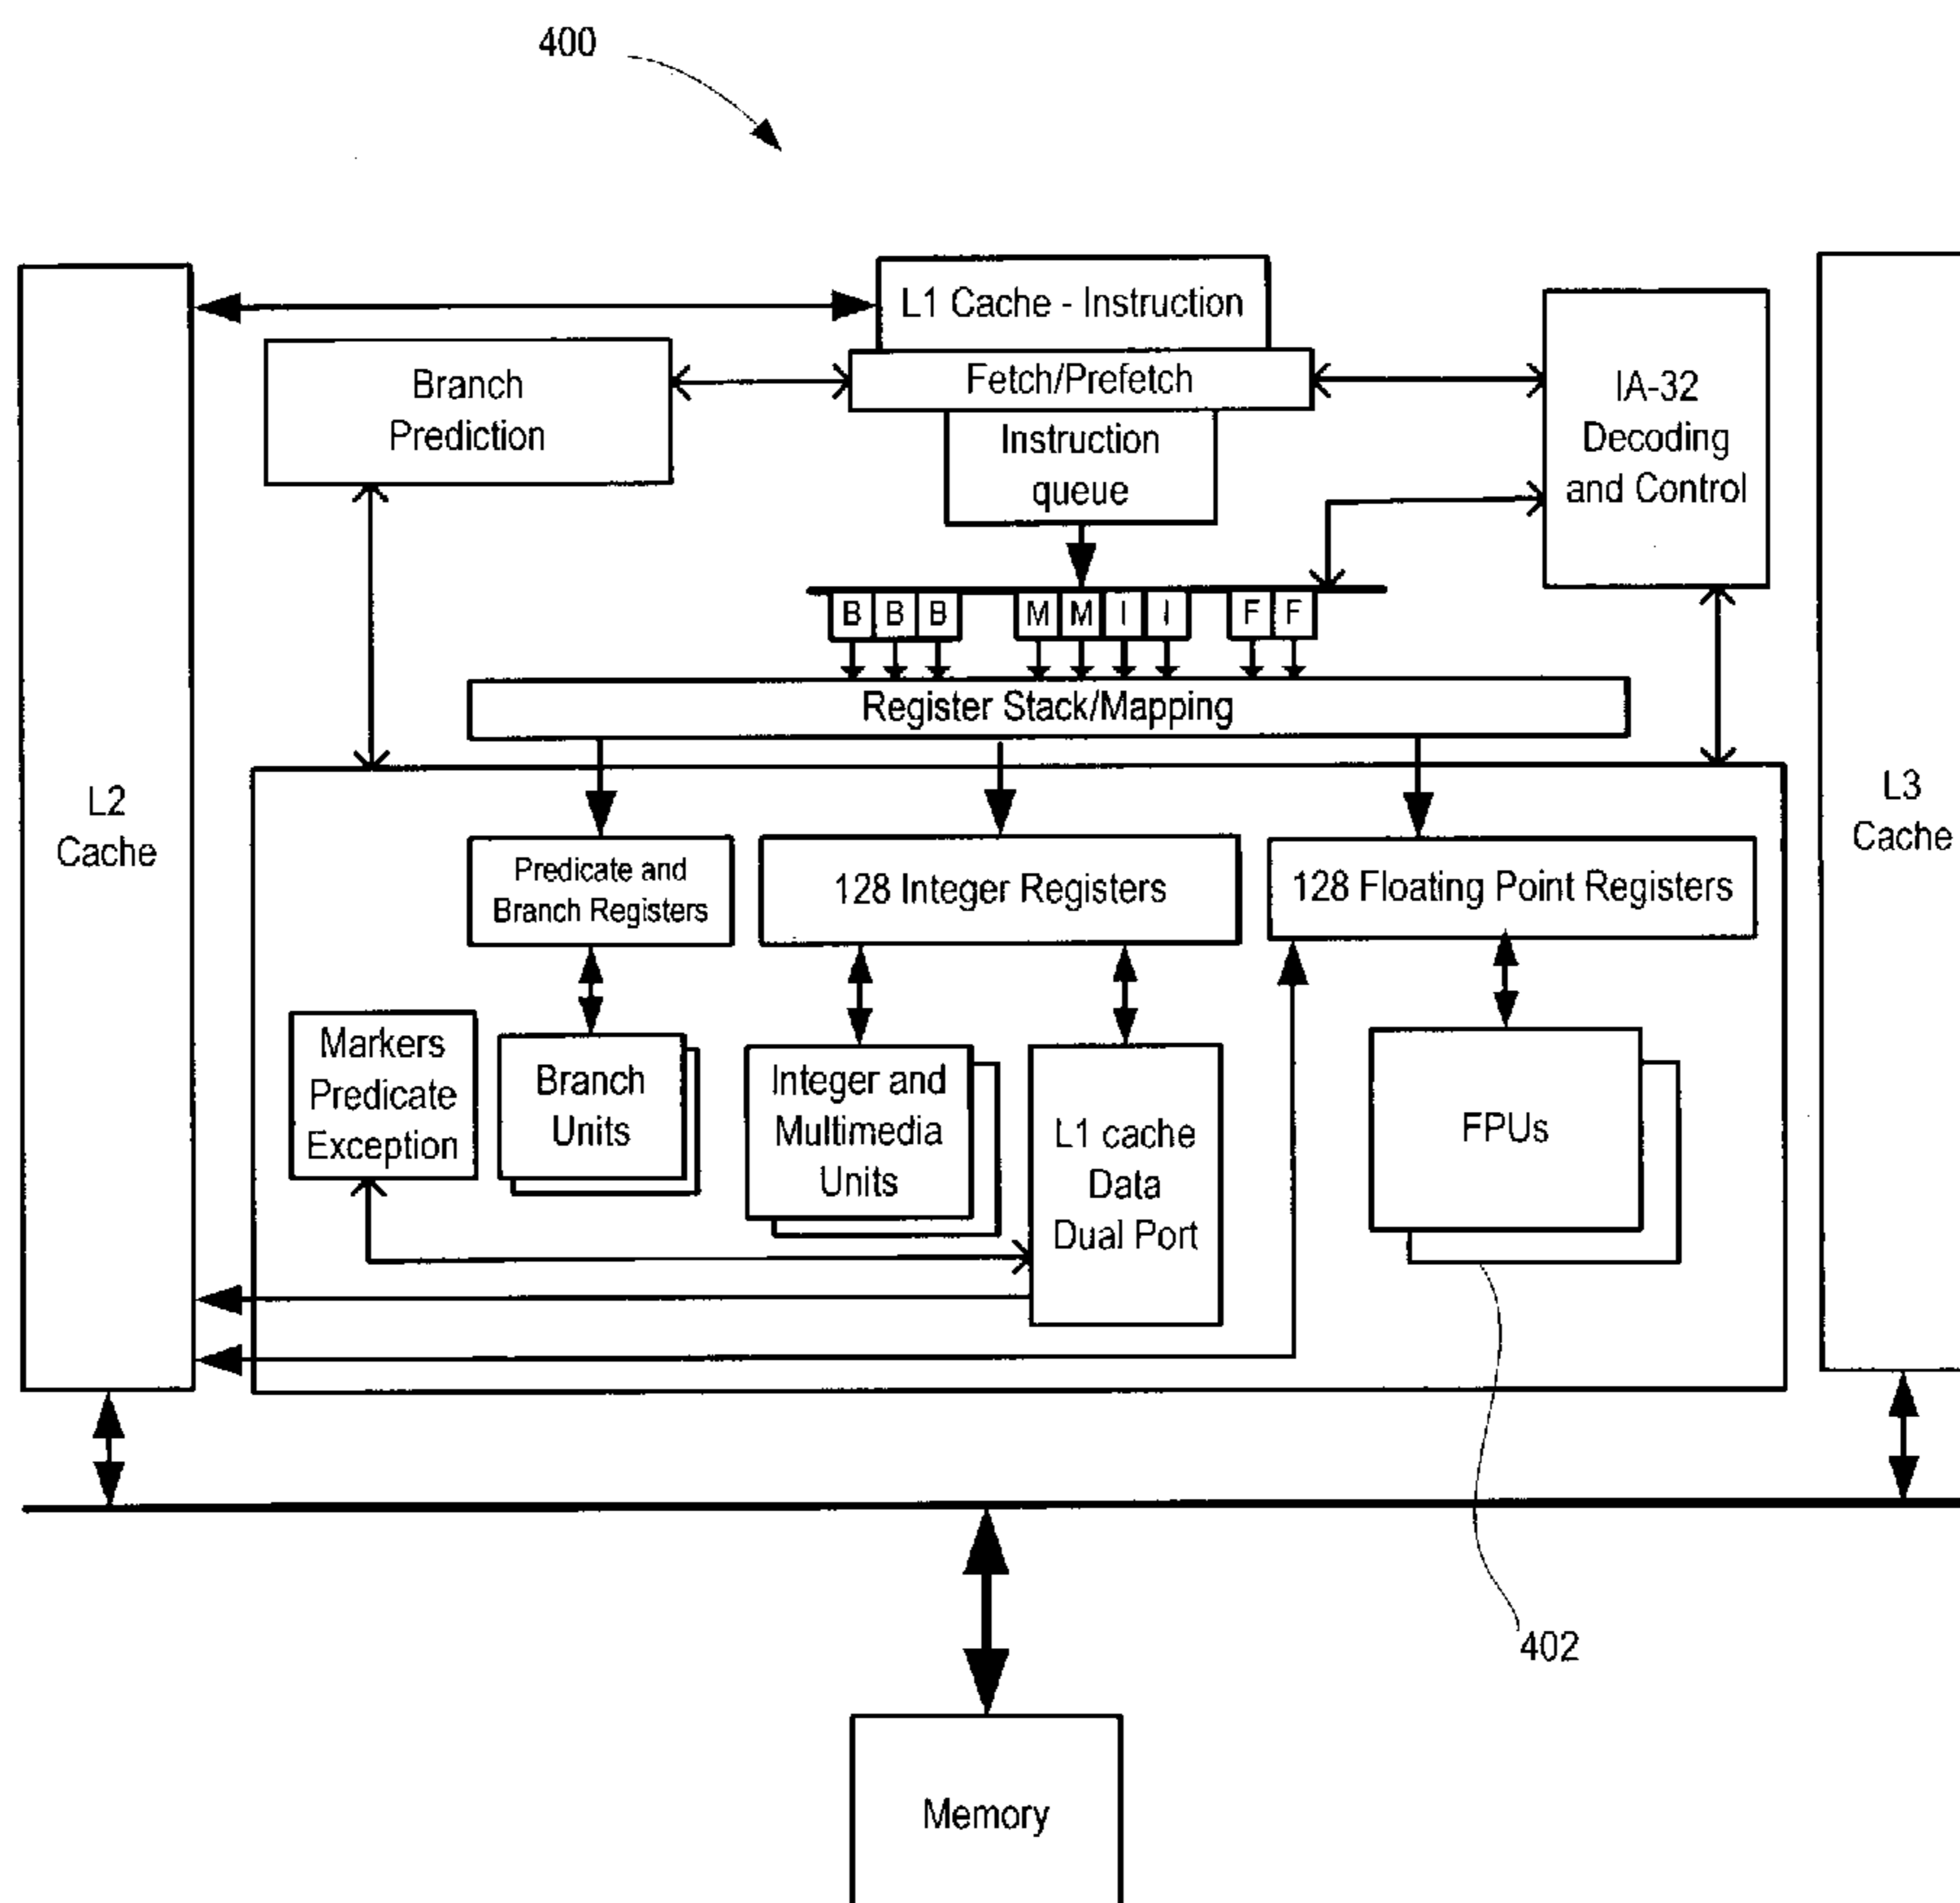 400
L1 Cache - Instruction
Fetch/Prefetch
Instruction
queue
Branch
Prediction
IA-32
Decoding
and Control
B B B M M I I F F
Register Stack/Mapping
L2
Cache
L3
Cache
Predicate and
Branch Registers
128 Integer Registers
128 Floating Point Registers
Markers
Predicate
Exception
Branch
Units
Integer and
Multimedia
Units
L1 cache
Data
Dual Port
FPUs
402
Memory